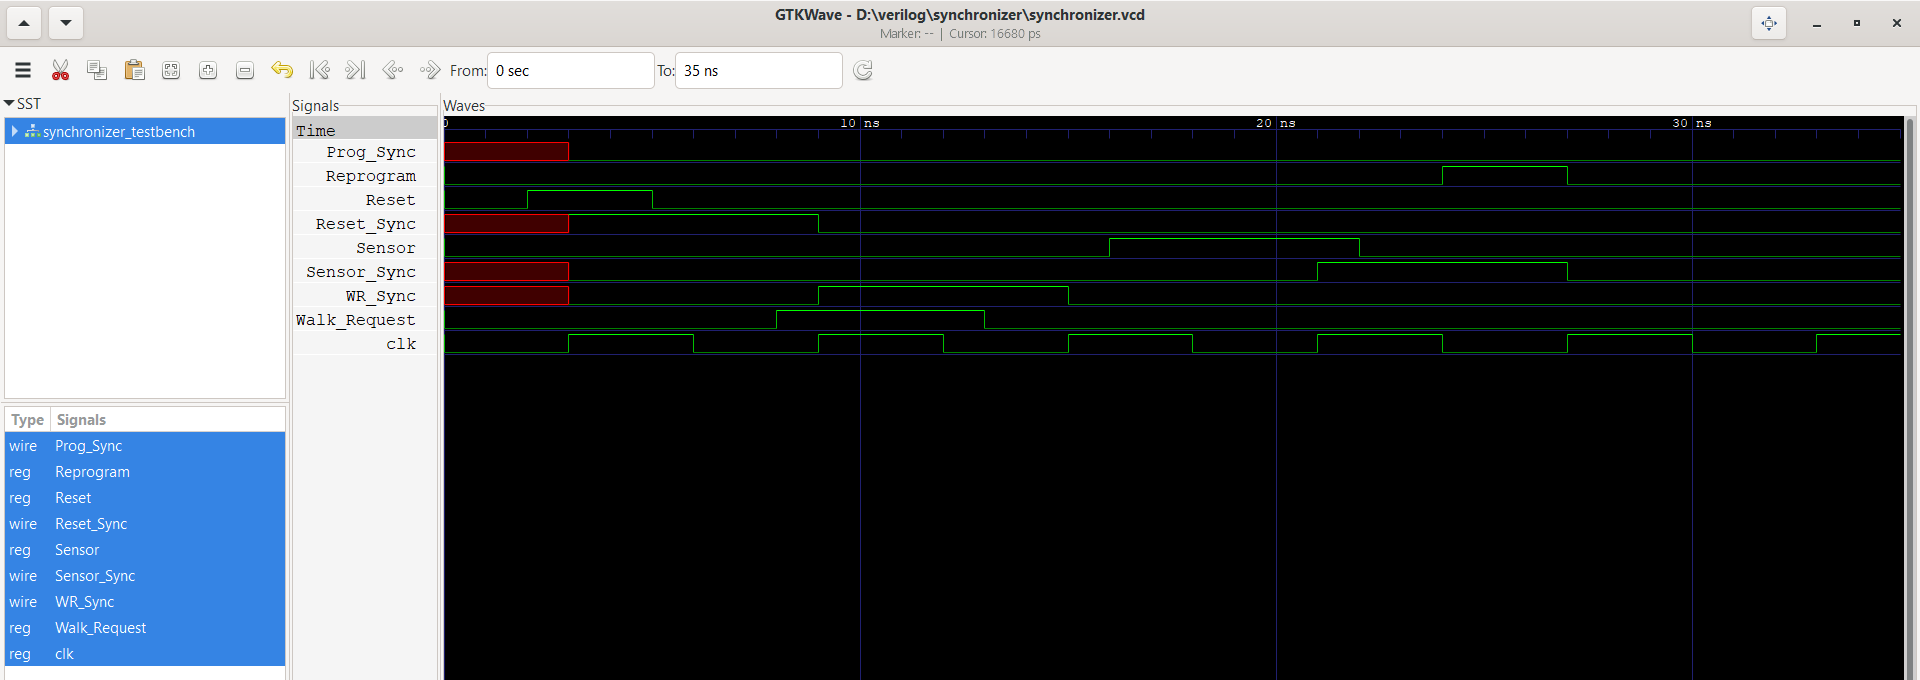 GTKWave - D:\verilog\synchronizer\synchronizer.vcd
Marker: -- | Cursor: 16680 ps
From: 0 sec To: 35 ns
SST
synchronizer_testbench
Type Signals
wire Prog_Sync
reg Reprogram
reg Reset
wire Reset_Sync
reg Sensor
wire Sensor_Sync
wire WR_Sync
reg Walk_Request
reg clk
Signals
Time
Prog_Sync
Reprogram
Reset
Reset_Sync
Sensor
Sensor_Sync
WR_Sync
Walk_Request
clk
Waves
0 10 ns 20 ns 30 ns